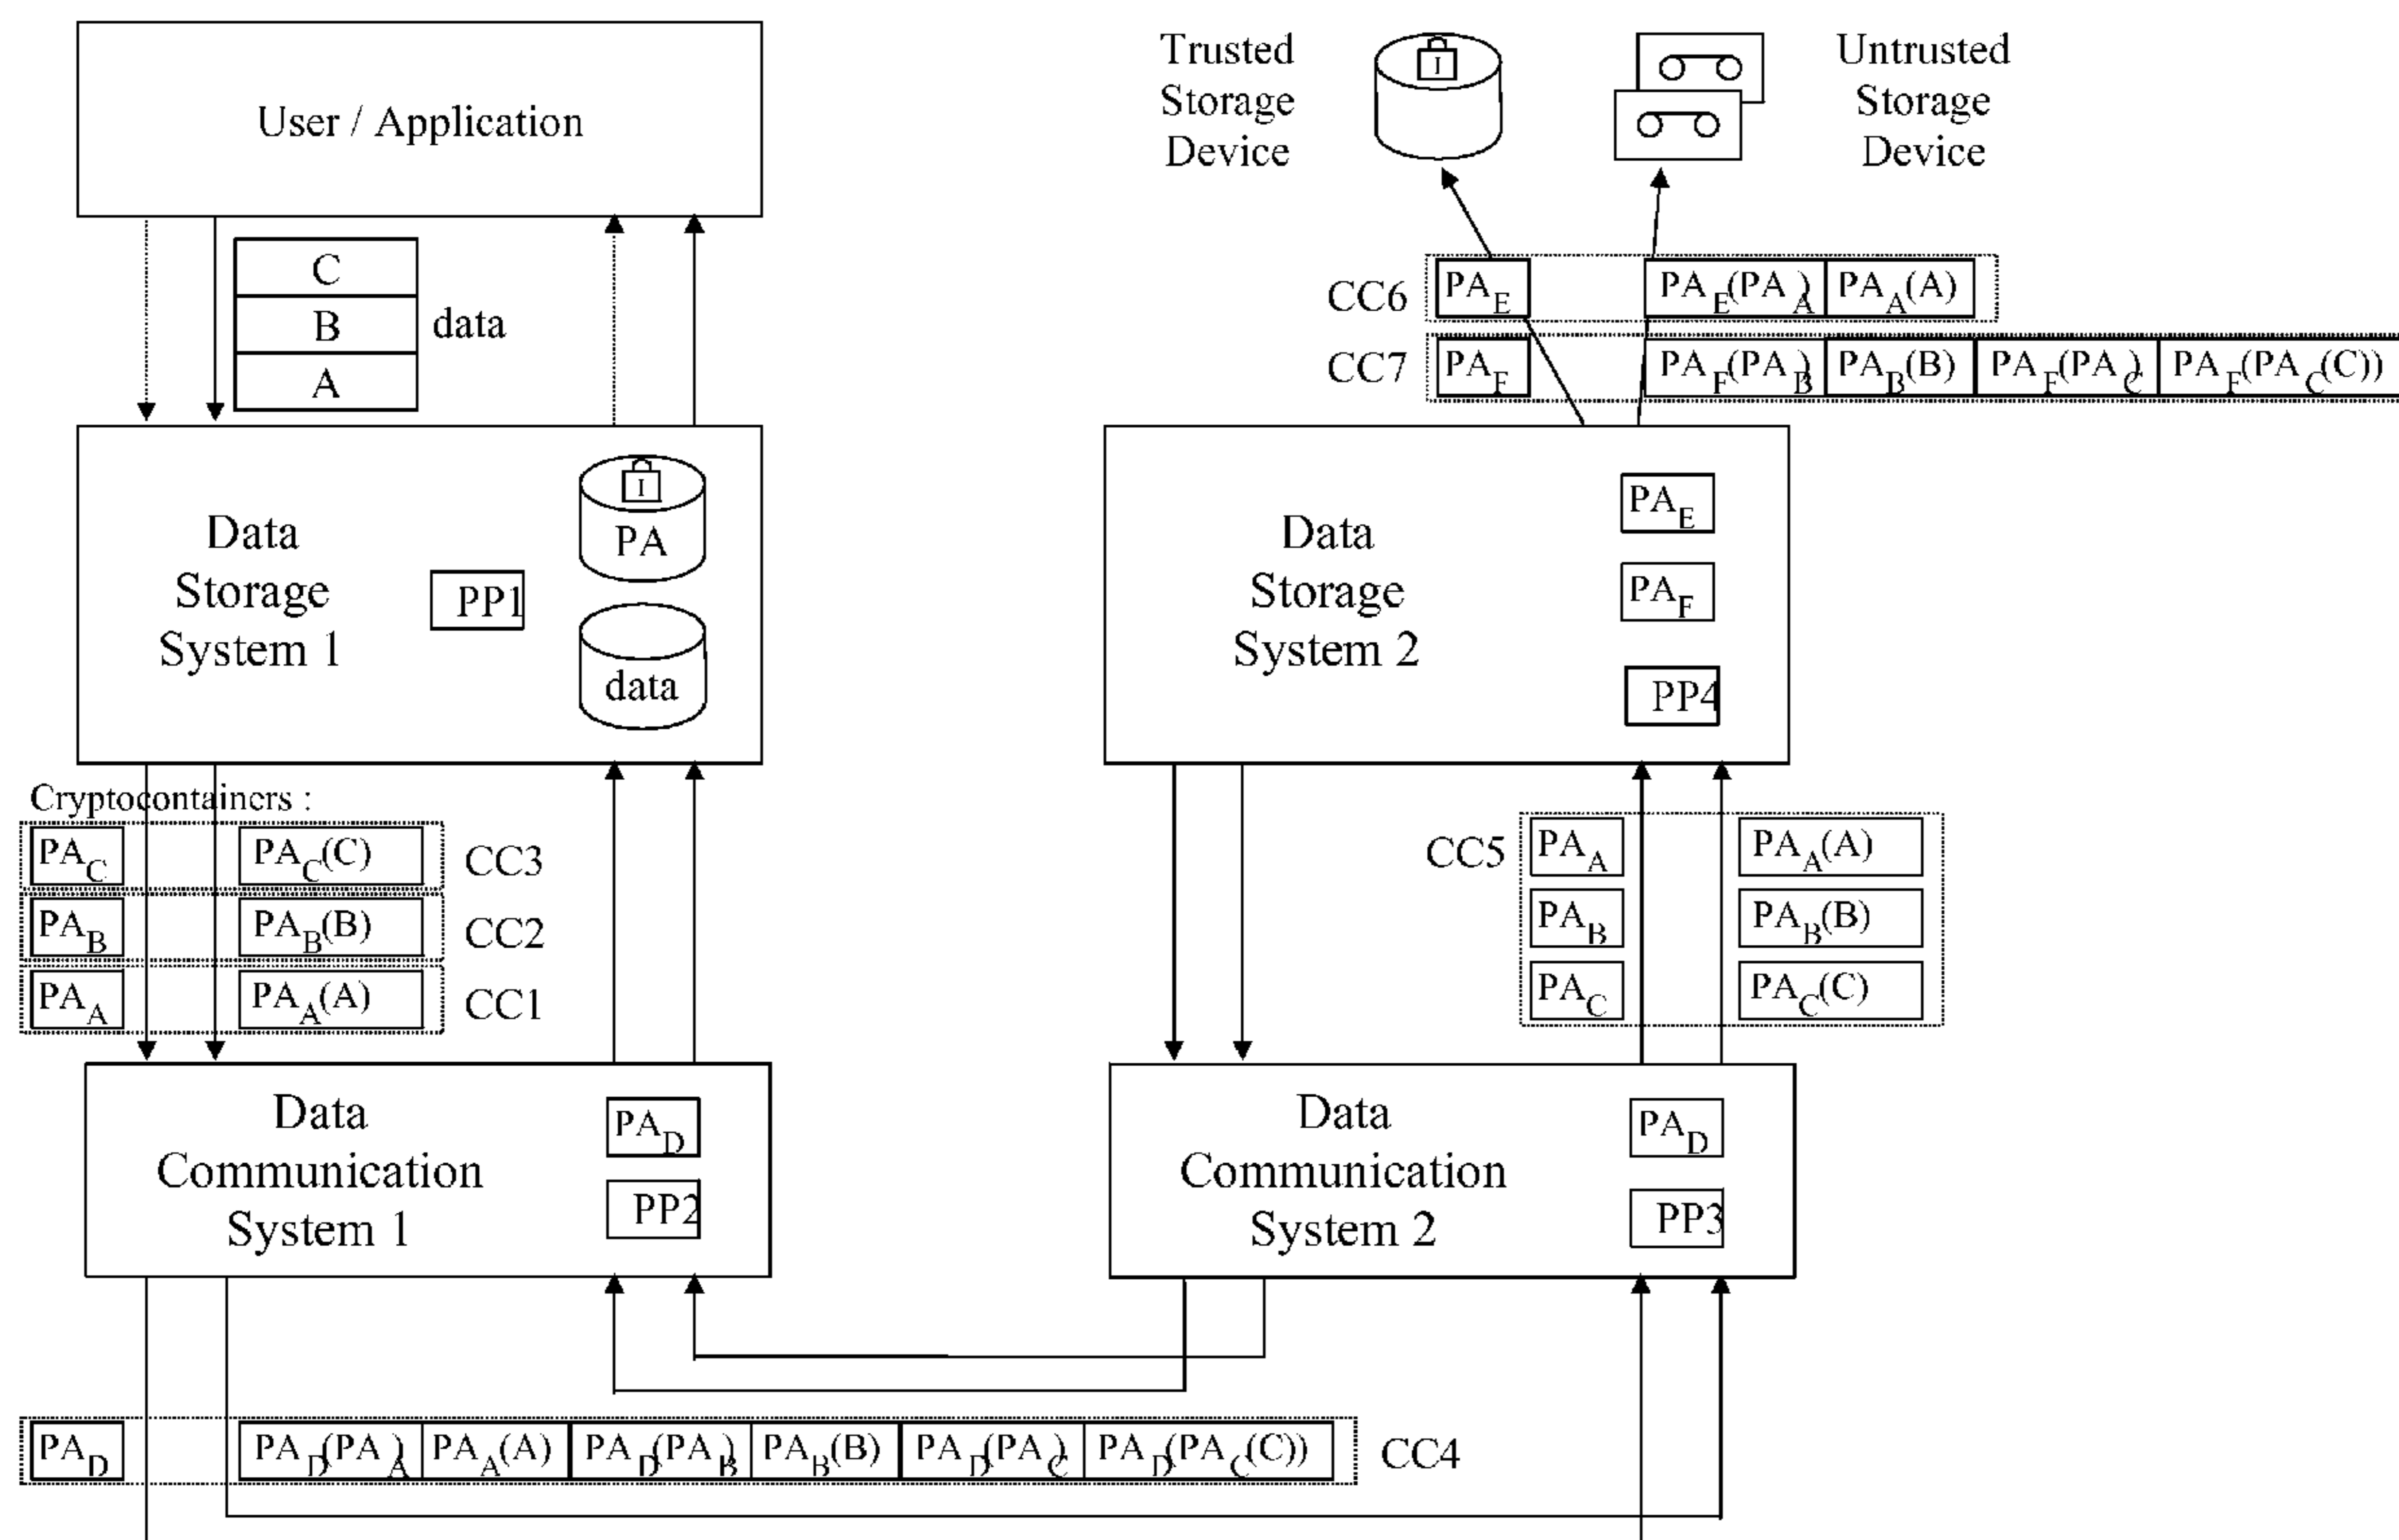 User / Application
C
B
data
A
Data
Storage
System 1
PP1
I
PA
data
Cryptocontainers :
PA_C PA_C(C) CC3
PA_B PA_B(B) CC2
PA_A PA_A(A) CC1
Data
Communication
System 1
PA_D
PP2
PA_D PA_D(PA_A) PA_A(A) PA_D(PA_B) PA_B(B) PA_D(PA_C) PA_D(PA_C(C)) CC4
Trusted
Storage
Device
I
Untrusted
Storage
Device
CC6 PA_E PA_E(PA_A) PA_A(A)
CC7 PA_F PA_F(PA_B) PA_B(B) PA_F(PA_C) PA_F(PA_C(C))
Data
Storage
System 2
PA_E
PA_F
PP4
CC5 PA_A PA_A(A)
PA_B PA_B(B)
PA_C PA_C(C)
Data
Communication
System 2
PA_D
PP3